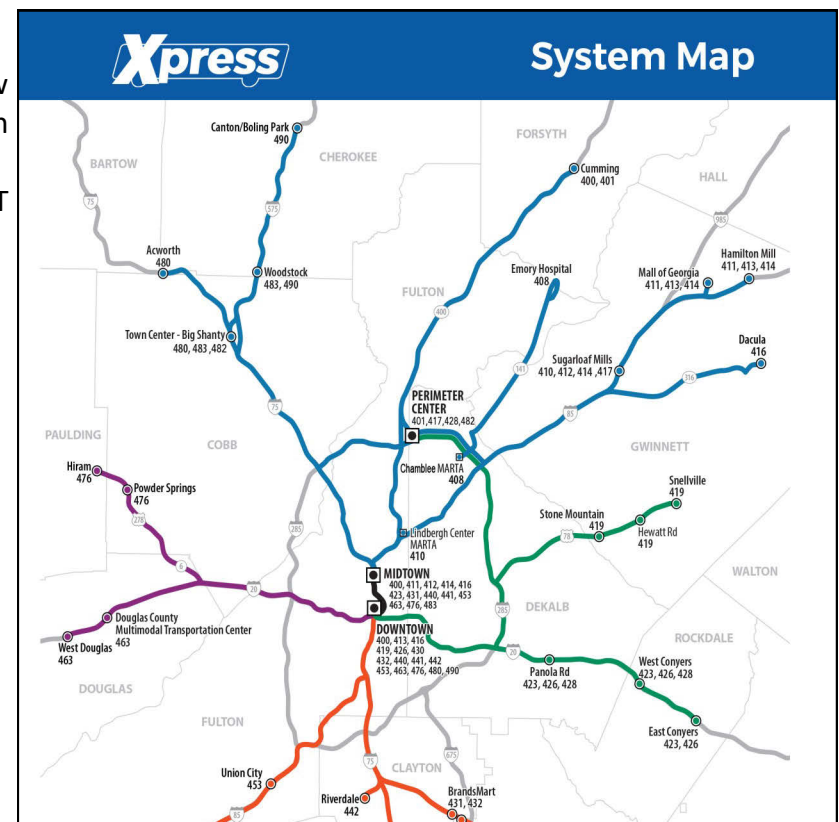 Xpress
System Map
w
n
T
Canton/Boling Park
490
CHEROKEE
FORSYTH
BARTOW
Cumming
400, 401
HALL
75
575
985
Acworth
480
Woodstock
483, 490
Emory Hospital
408
Hamilton Mill
411, 413, 414
Mall of Georgia
411, 413, 414
FULTON
400
Town Center - Big Shanty
480, 483 ,482
Dacula
416
Sugarloaf Mills
410, 412, 414 ,417
141
316
75
85
PERIMETER
CENTER
401,417,428,482
PAULDING
COBB
GWINNETT
Hiram
476
Chamblee MARTA
408
Powder Springs
476
Snellville
419
278
285
Stone Mountain
419
Hewatt Rd
419
78
Lindbergh Center
MARTA
410
6
MIDTOWN
400, 411, 412, 414, 416
423, 431, 440, 441, 453
463, 476, 483
WALTON
20
285
DEKALB
Douglas County
Multimodal Transportation Center
463
DOWNTOWN
400, 413, 416
419, 426, 430
432, 440, 441, 442
453, 463, 476, 480, 490
ROCKDALE
West Douglas
463
20
Panola Rd
423, 426, 428
West Conyers
423, 426, 428
DOUGLAS
FULTON
East Conyers
423, 426
75
675
CLAYTON
Union City
453
Riverdale
442
BrandsMart
431, 432
85